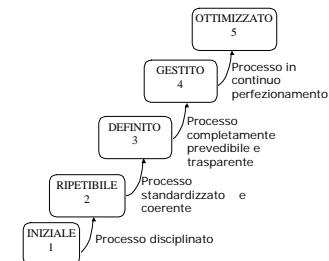 OTTIMIZZATO
5
Processo in
continuo
perfezionamento
GESTITO
4
Processo
completamente
prevedibile e
trasparente
DEFINITO
3
Processo
standardizzato e
coerente
RIPETIBILE
2
Processo disciplinato
INIZIALE
1